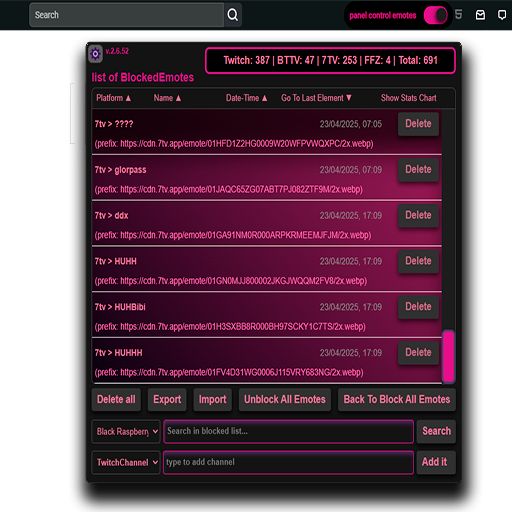 Search
panel control emotes
v.2.6.52
Twitch: 387 | BTTV: 47 | 7TV: 253 | FFZ: 4 | Total: 691
list of BlockedEmotes
Platform ▲ Name ▲ Date-Time ▲ Go To Last Element ▼ Show Stats Chart
7tv > ???? 23/04/2025, 07:05 Delete
(prefix: https://cdn.7tv.app/emote/01HFD1Z2HG0009W20WFPVWQXPC/2x.webp)
7tv > glorpass 23/04/2025, 07:09 Delete
(prefix: https://cdn.7tv.app/emote/01JAQC65ZG07ABT7PJ082ZTF9M/2x.webp)
7tv > ddx 23/04/2025, 17:09 Delete
(prefix: https://cdn.7tv.app/emote/01GA91NM0R000ARPKRMEEMJFJM/2x.webp)
7tv > HUHH 23/04/2025, 17:09 Delete
(prefix: https://cdn.7tv.app/emote/01GN0MJJ800002JKGJWQQM2FV8/2x.webp)
7tv > HUHBibi 23/04/2025, 17:09 Delete
(prefix: https://cdn.7tv.app/emote/01H3SXBB8R000BH97SCKY1C7TS/2x.webp)
7tv > HUHHH 23/04/2025, 17:09 Delete
(prefix: https://cdn.7tv.app/emote/01FV4D31WG0006J115VRY683NG/2x.webp)
Delete all Export Import Unblock All Emotes Back To Block All Emotes
Black Raspberry Search in blocked list... Search
TwitchChannel type to add channel Add it